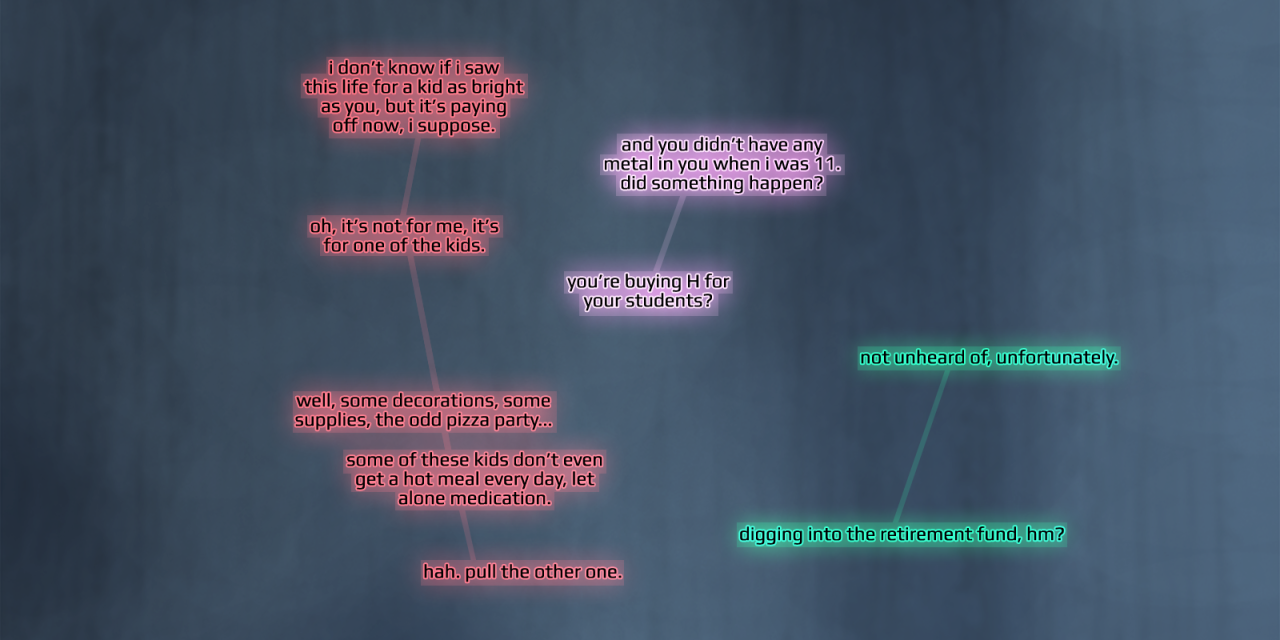 i don't know if i saw
this life for a kid as bright
as you, but it's paying
off now, i suppose.
and you didn't have any
metal in you when i was 11.
did something happen?
oh, it's not for me, it's
for one of the kids.
you're buying H for
your students?
not unheard of, unfortunately.
well, some decorations, some
supplies, the odd pizza party...
some of these kids don't even
get a hot meal every day, let
alone medication.
digging into the retirement fund, hm?
hah. pull the other one.